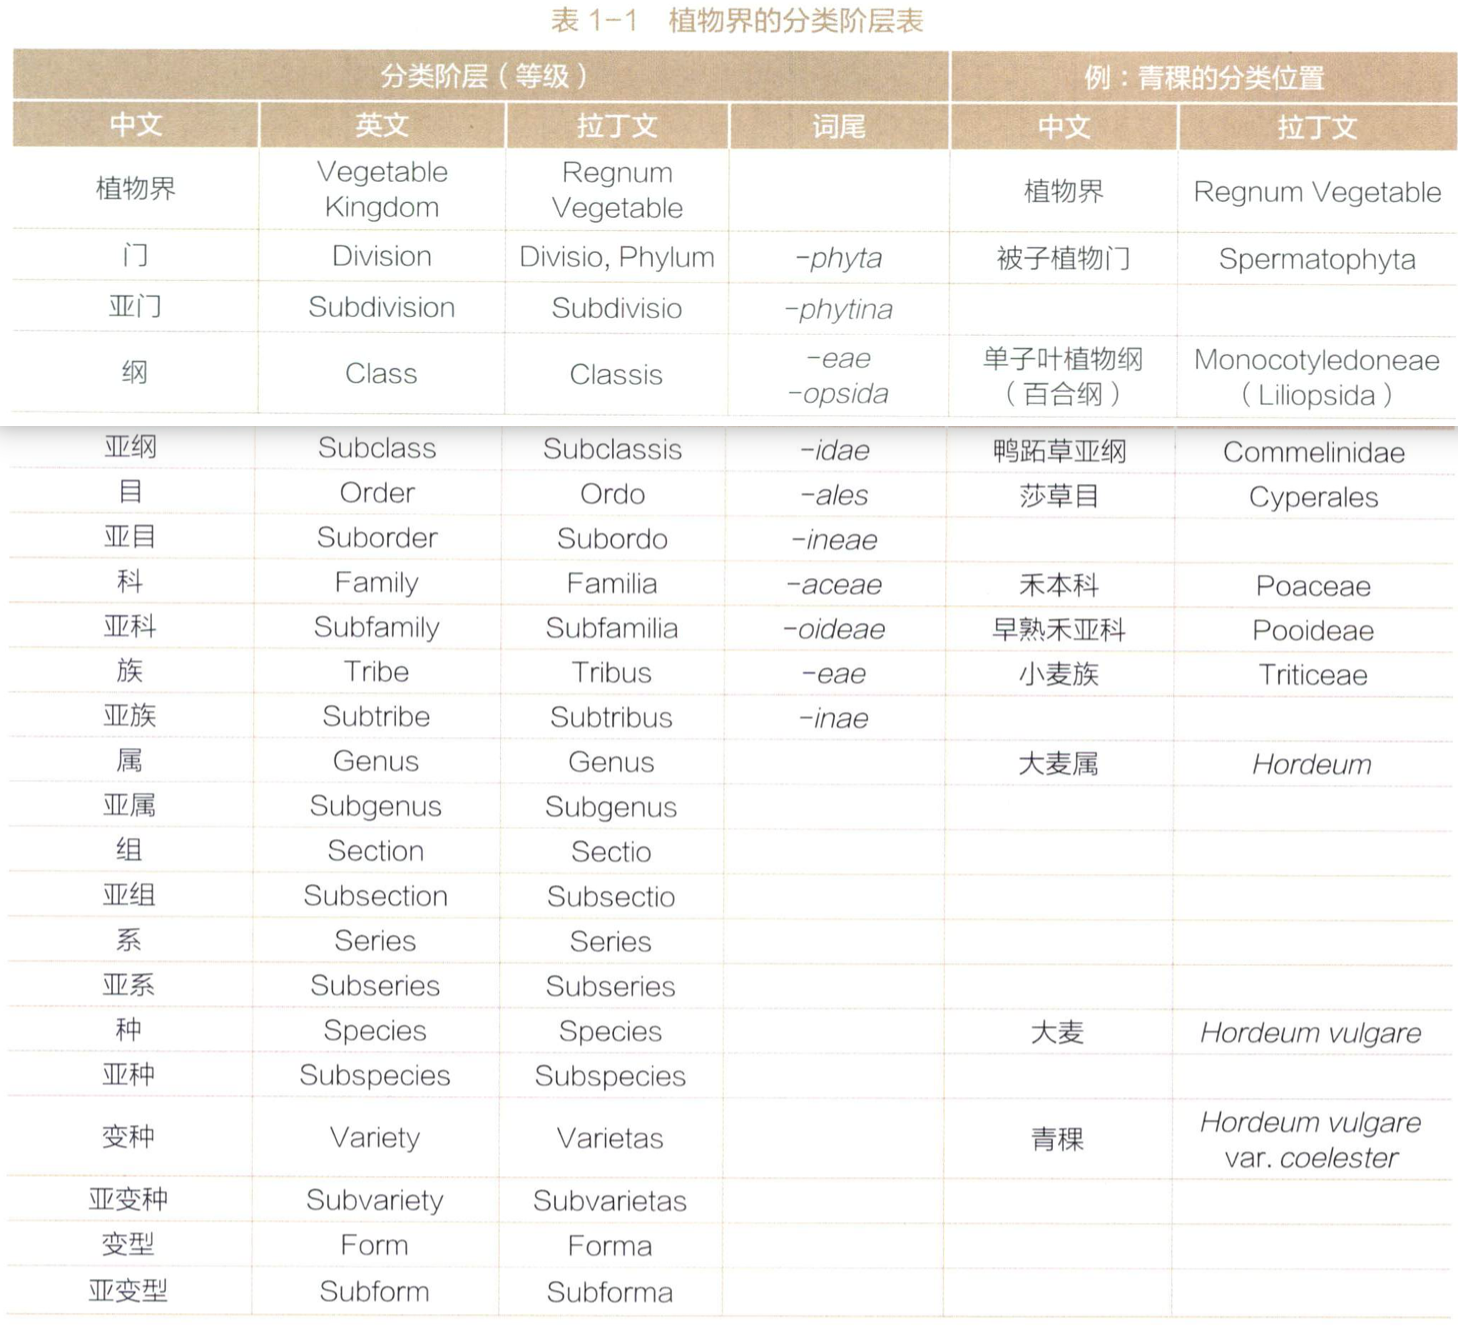 表 1-1 植物界的分类阶层表
分类阶层（等级） 例：青稞的分类位置
中文 英文 拉丁文 词尾 中文 拉丁文
植物界 Vegetable Kingdom Regnum Vegetable 植物界 Regnum Vegetable
门 Division Divisio, Phylum -phyta 被子植物门 Spermatophyta
亚门 Subdivision Subdivisio -phytina
纲 Class Classis -eae -opsida 单子叶植物纲（百合纲） Monocotyledoneae（Liliopsida）
亚纲 Subclass Subclassis -idae 鸭跖草亚纲 Commelinidae
目 Order Ordo -ales 莎草目 Cyperales
亚目 Suborder Subordo -ineae
科 Family Familia -aceae 禾本科 Poaceae
亚科 Subfamily Subfamilia -oideae 早熟禾亚科 Pooideae
族 Tribe Tribus -eae 小麦族 Triticeae
亚族 Subtribe Subtribus -inae
属 Genus Genus 大麦属 Hordeum
亚属 Subgenus Subgenus
组 Section Sectio
亚组 Subsection Subsectio
系 Series Series
亚系 Subseries Subseries
种 Species Species 大麦 Hordeum vulgare
亚种 Subspecies Subspecies
变种 Variety Varietas 青稞 Hordeum vulgare var. coelester
亚变种 Subvariety Subvarietas
变型 Form Forma
亚变型 Subform Subforma